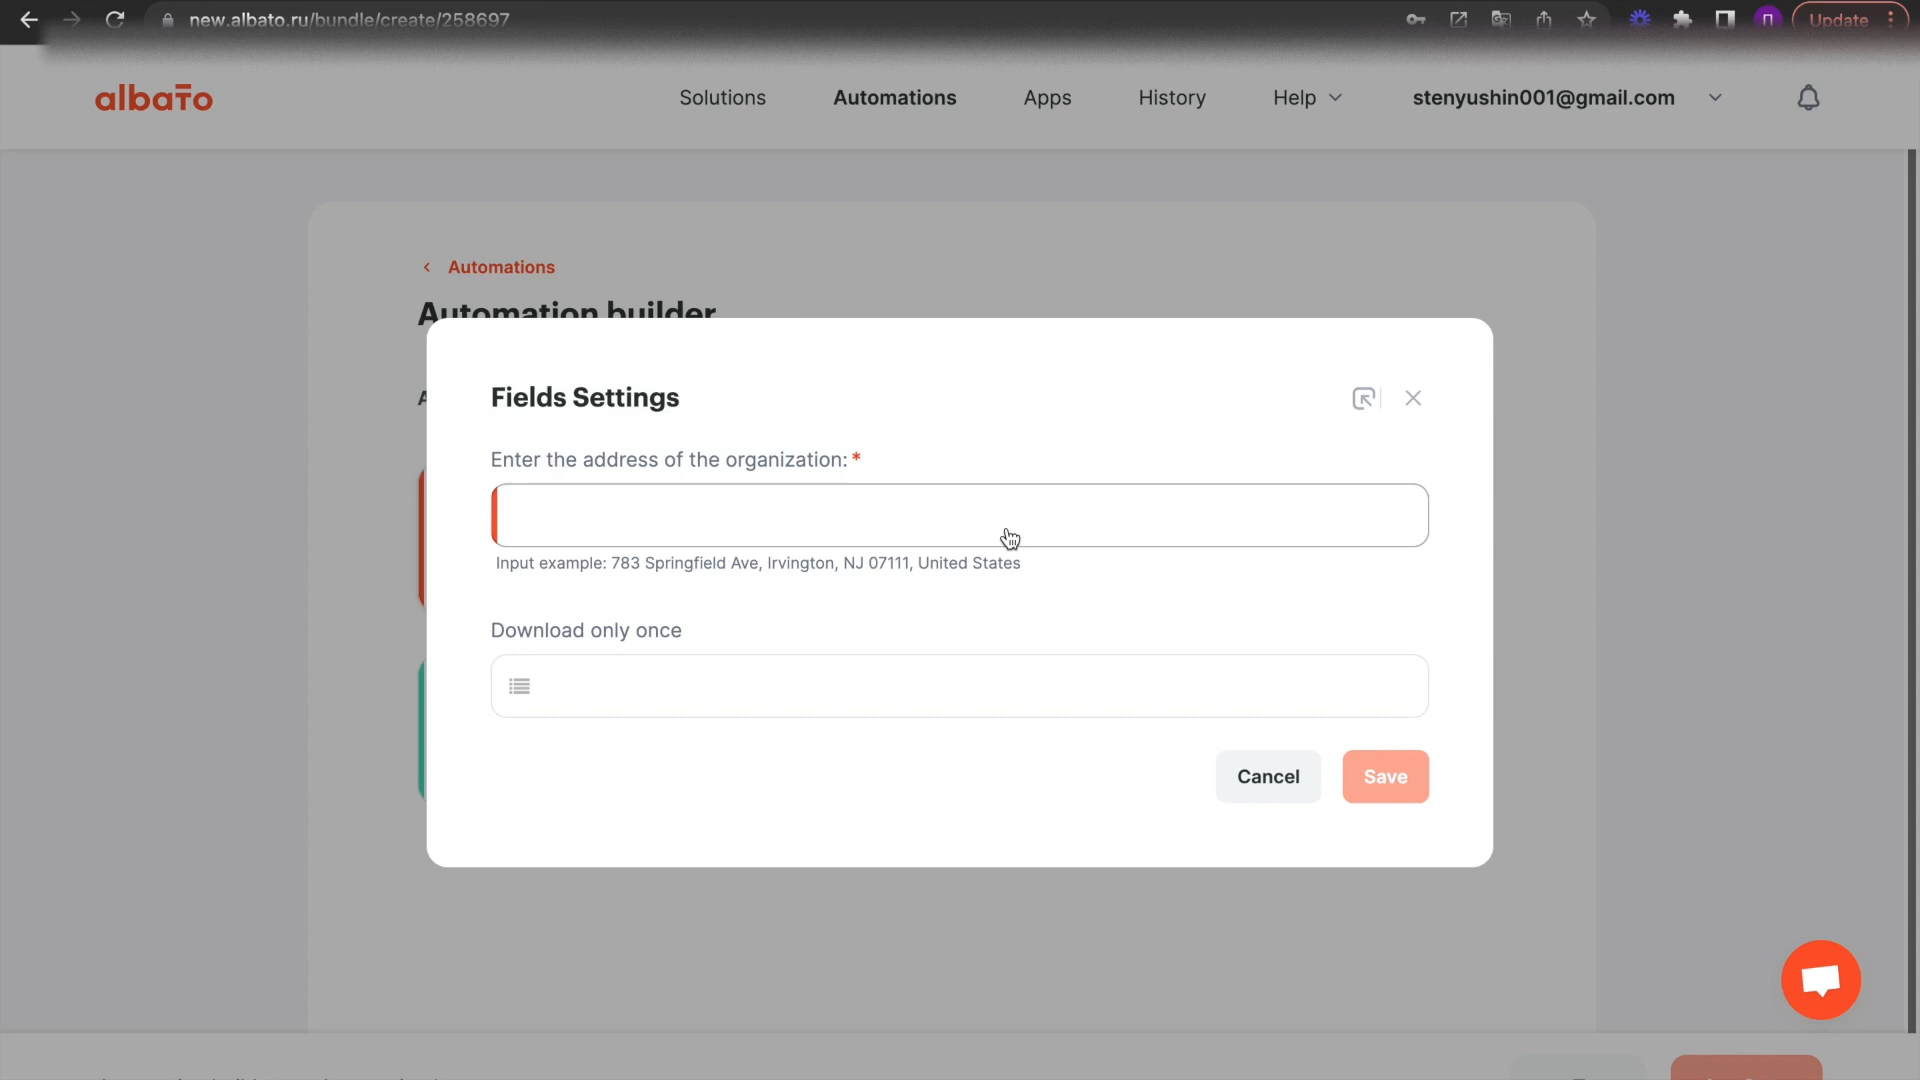 new.albato.ru/bundle/create/258697
п
Update
albato
Solutions
Automations
Apps
History
Help
stenyushin001@gmail.com
Automations
Automation builder
Fields Settings
Enter the address of the organization: *
Input example: 783 Springfield Ave, Irvington, NJ 07111, United States
Download only once
Cancel
Save